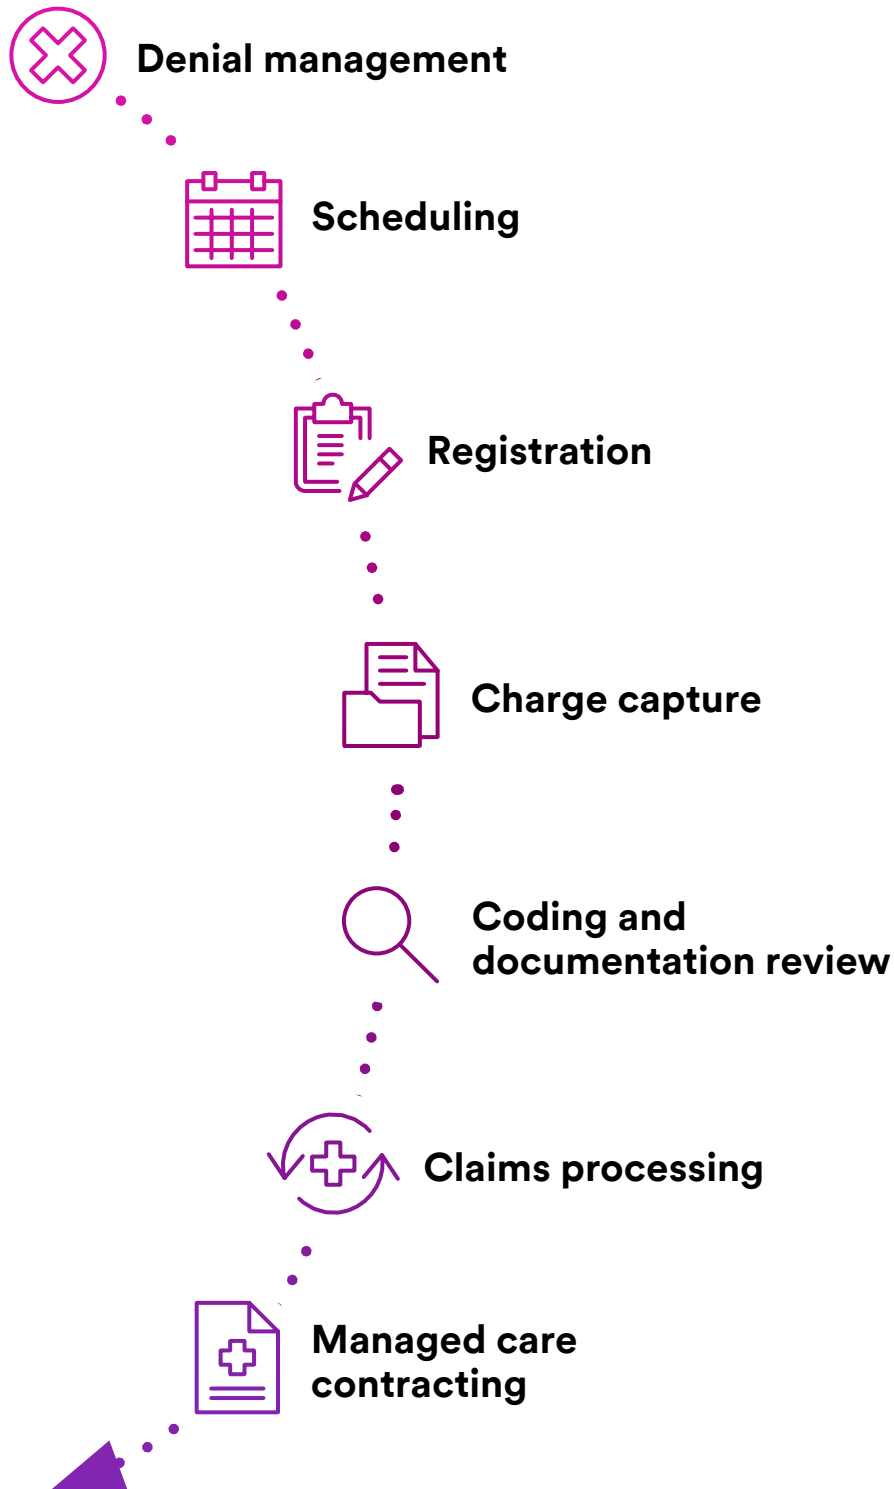 Denial management
Scheduling
Registration
Charge capture
Coding and
documentation review
Claims processing
Managed care
contracting